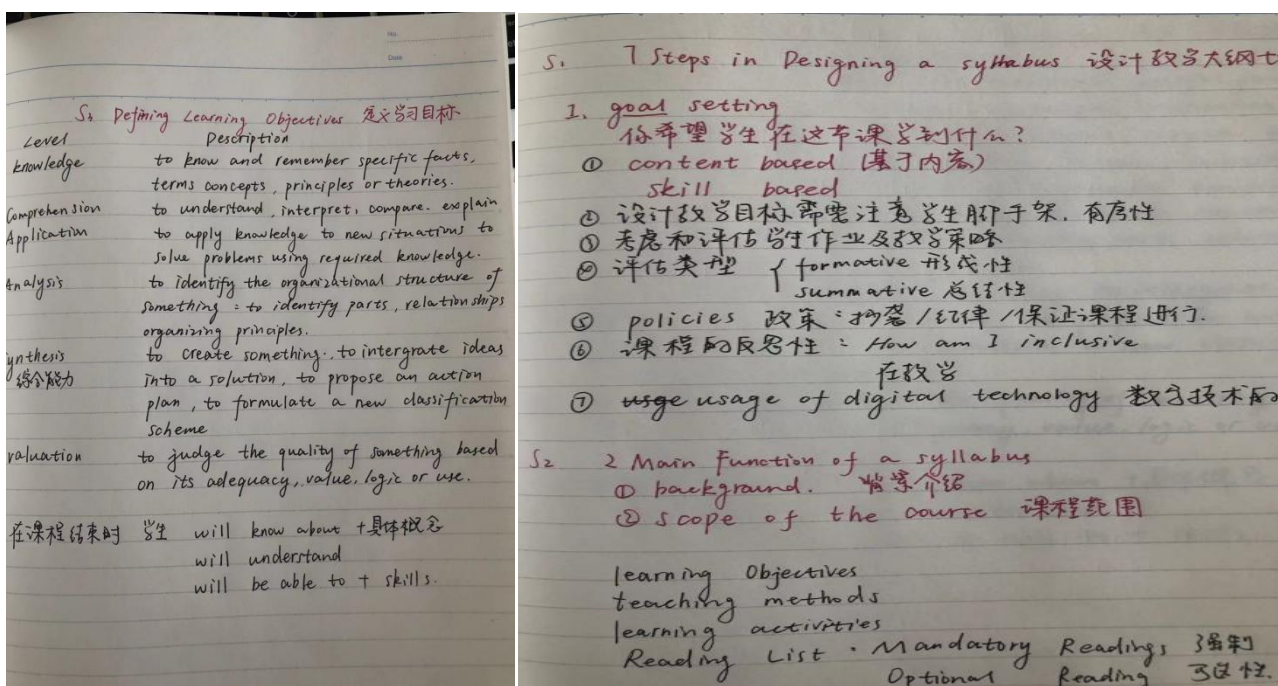 No.
Date
S3 Defining Learning Objectives 定义学习目标
Level Description
knowledge to know and remember specific facts,
terms concepts, principles or theories.
Comprehension to understand, interpret, compare. explain
Application to apply knowledge to new situations to
solve problems using required knowledge.
Analysis to identify the organizational structure of
something : to identify parts, relationships
organizing principles.
ynthesis to create something., to intergrate ideas
综合能力 into a solution, to propose an action
plan, to formulate a new classification
scheme
valuation to judge the quality of something based
on its adequacy, value, logic or use.
在课程结束时 学生 will know about +具体概念
will understand
will be able to + skills.
S1 7 Steps in Designing a syllabus 设计教学大纲七
1. goal setting
你希望学生在这节课学到什么?
① content based (基于内容)
skill based
② 设计教学目标需要注意学生脚手架. 有序性
③ 考虑和评估学生作业及教学策略
④ 评估类型 { formative 形成性
summative 总结性
⑤ policies 政策:抄袭/纪律/保证课程进行.
⑥ 课程的反思性: How am I inclusive
在教学
⑦ usge usage of digital technology 数字技术的
S2 2 Main Function of a syllabus
① background. 背景介绍
② scope of the course 课程范围
learning Objectives
teaching methods
learning activities
Reading List · Mandatory Readings 强制
Optional Reading 可选性.